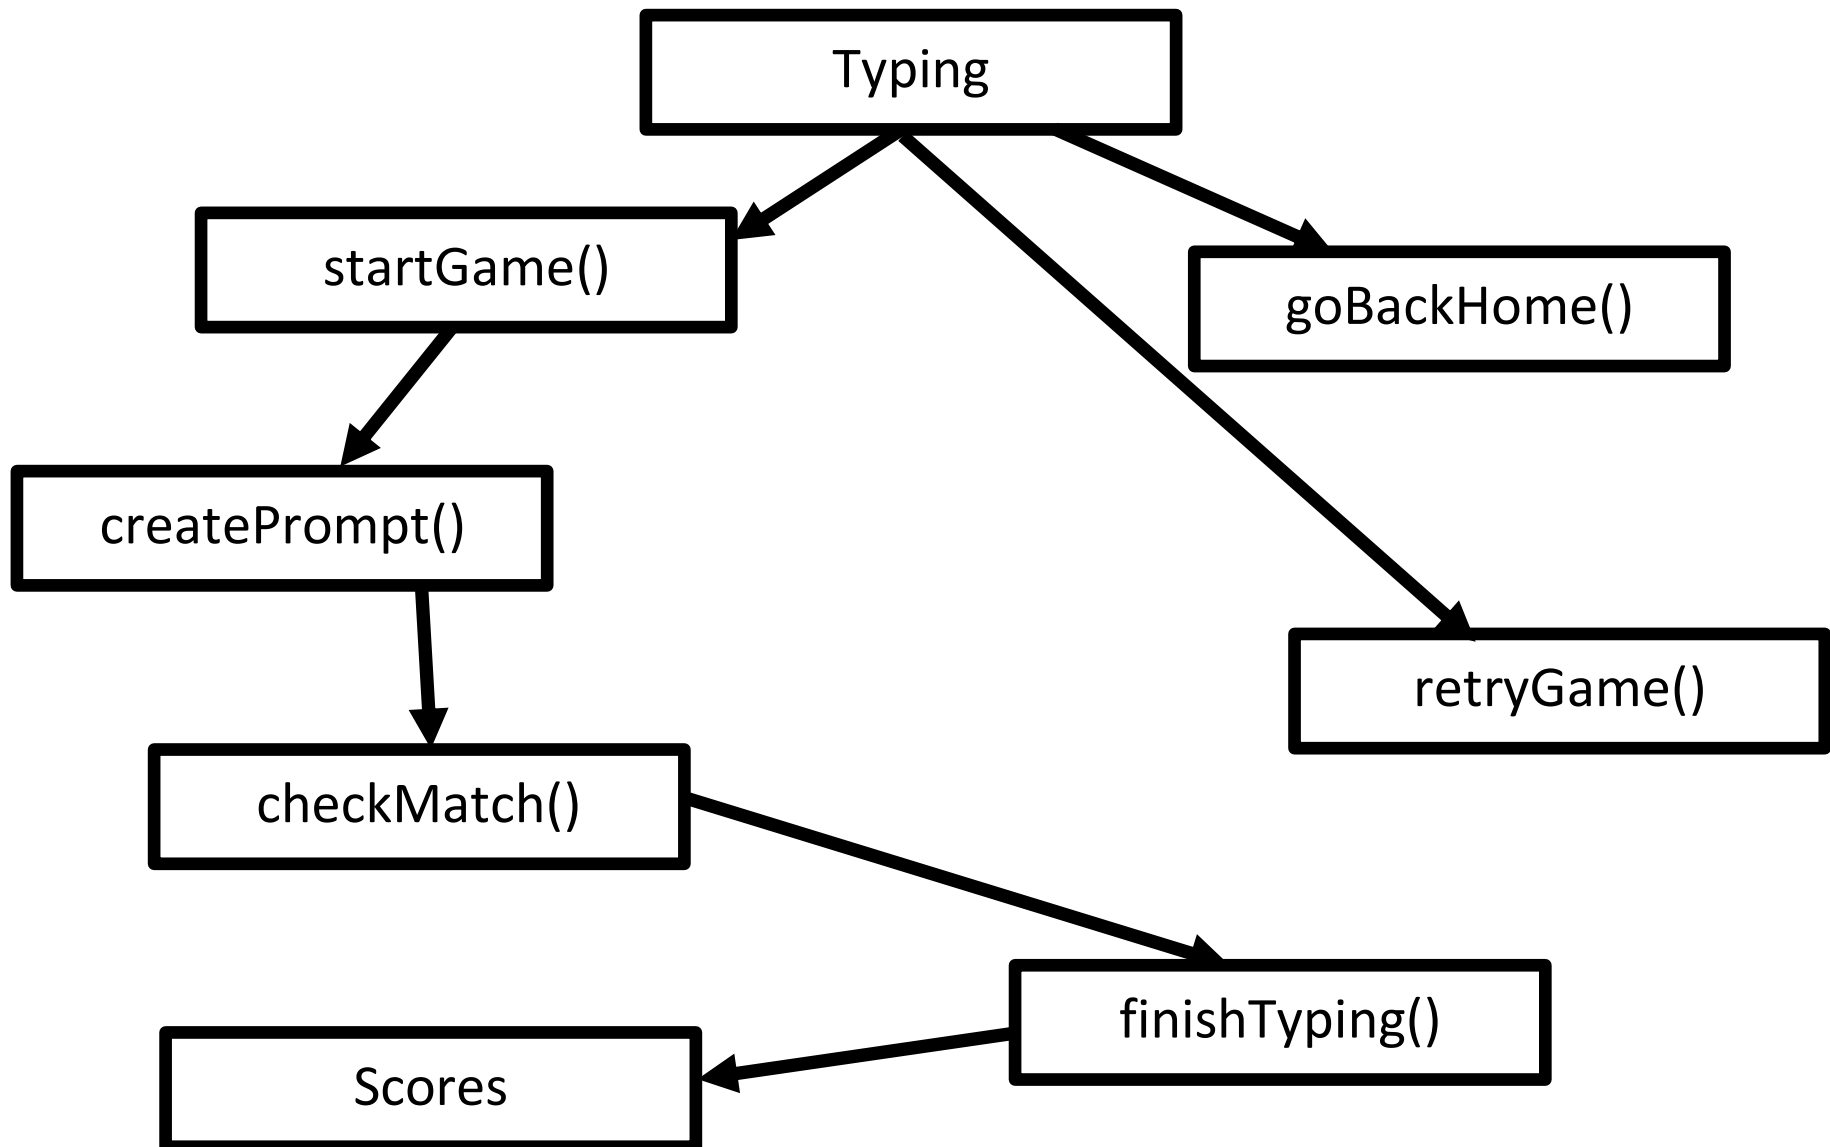 Typing
startGame()
goBackHome()
createPrompt()
retryGame()
checkMatch()
finishTyping()
Scores